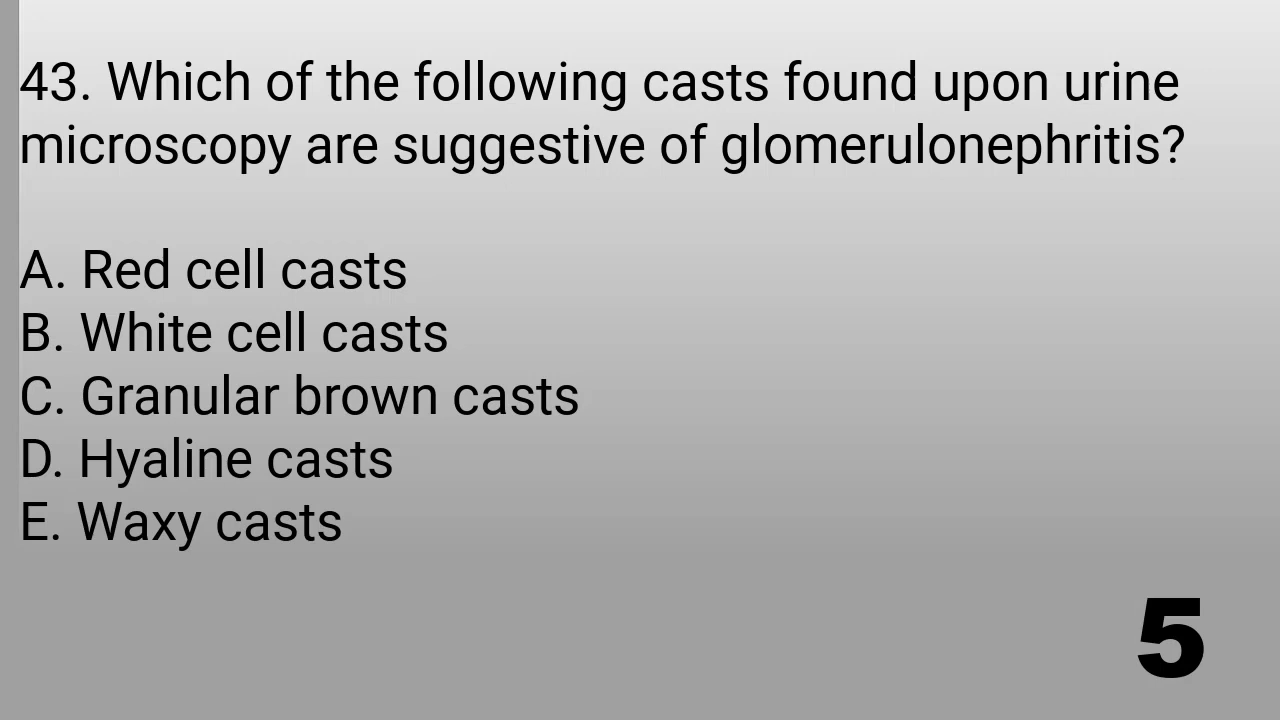 43. Which of the following casts found upon urine
microscopy are suggestive of glomerulonephritis?
A. Red cell casts
B. White cell casts
C. Granular brown casts
D. Hyaline casts
E. Waxy casts
5